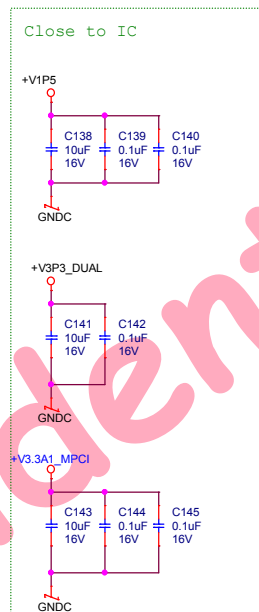 Close to IC
+V1P5
C138 C139 C140
10uF 0.1uF 0.1uF
16V 16V 16V
GNDC
+V3P3_DUAL
C141 C142
10uF 0.1uF
16V 16V
GNDC
+V3.3A1_MPCI
C143 C144 C145
10uF 0.1uF 0.1uF
16V 16V 16V
GNDC